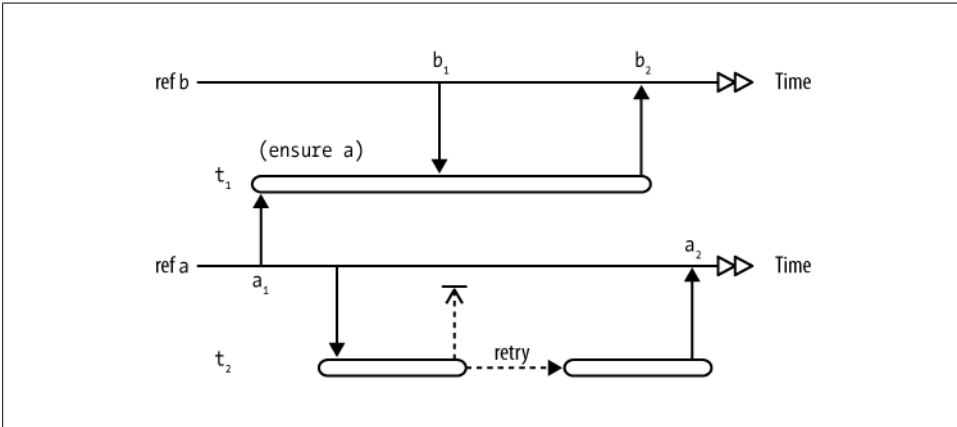 b₁ b₂
ref b Time
(ensure a)
t₁
a₂
ref a Time
a₁
retry
t₂